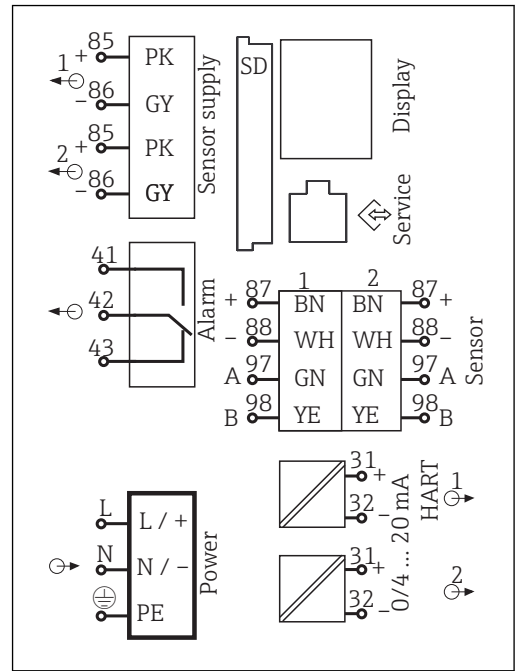 85
1 + PK
86
- GY
85
2 + PK
86
- GY
Sensor supply
SD
Display
Service
41
42
43
Alarm
1 2
+ 87 BN BN 87 +
- 88 WH WH 88 -
A 97 GN GN 97 A
B 98 YE YE 98 B
Sensor
L L / +
N N / -
PE
Power
31 +
32 -
31 +
32 -
0/4 ... 20 mA
HART
1
2